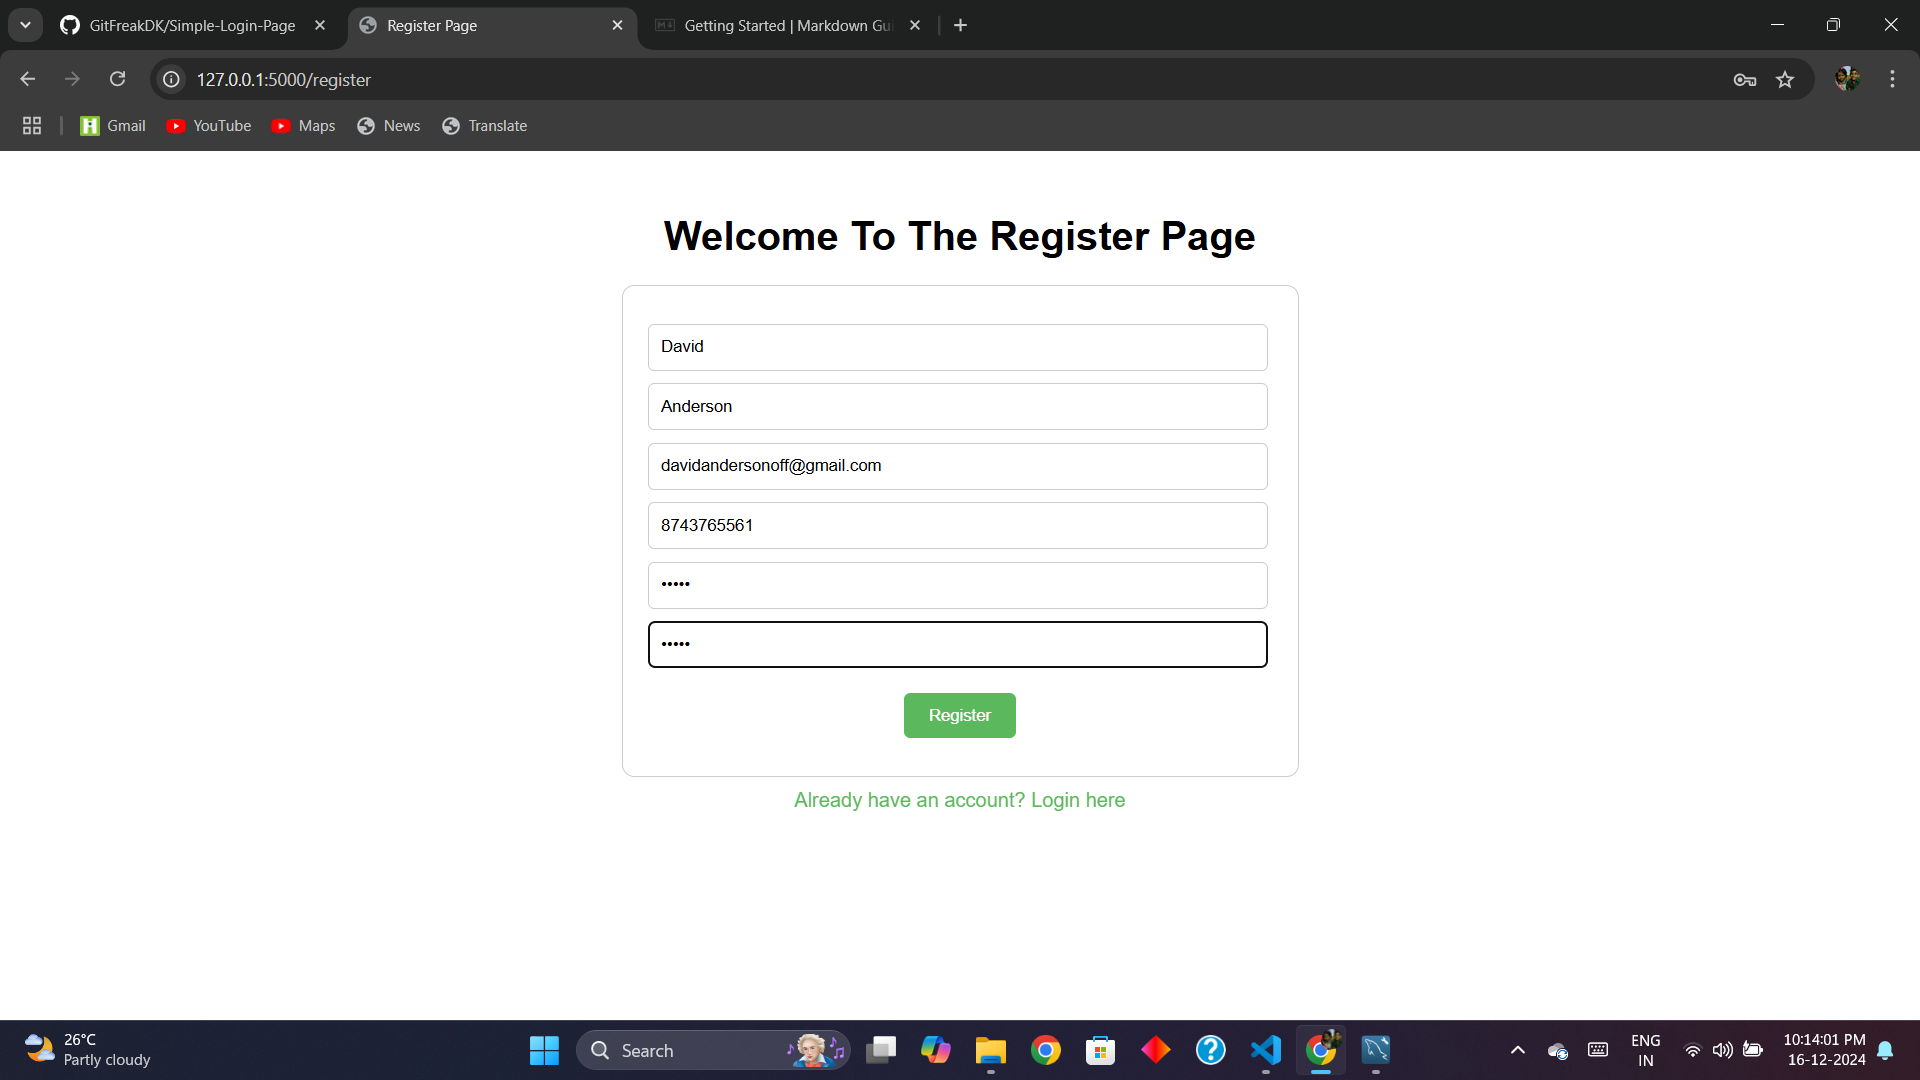 GitFreakDK/Simple-Login-Page
Register Page
Getting Started | Markdown Gui
127.0.0.1:5000/register
Gmail
YouTube
Maps
News
Translate
Welcome To The Register Page
David
Anderson
davidandersonoff@gmail.com
8743765561
•••••
•••••
Register
Already have an account? Login here
26°C
Partly cloudy
Search
ENG
IN
10:14:01 PM
16-12-2024